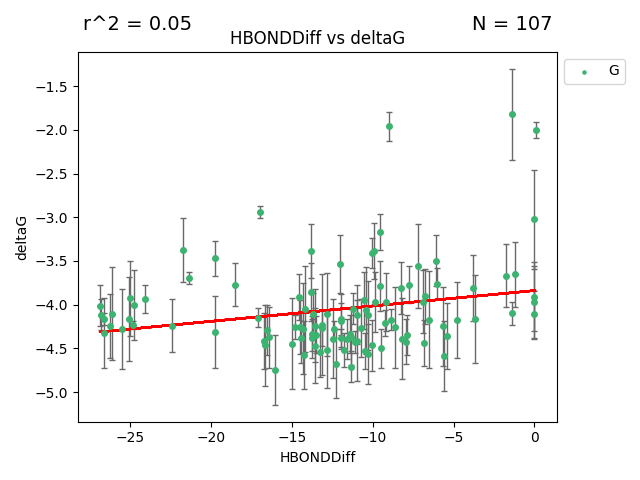 r^2 = 0.05
N = 107
HBONDDiff vs deltaG
G
−1.5
−2.0
−2.5
−3.0
−3.5
−4.0
−4.5
−5.0
deltaG
−25
−20
−15
−10
−5
0
HBONDDiff